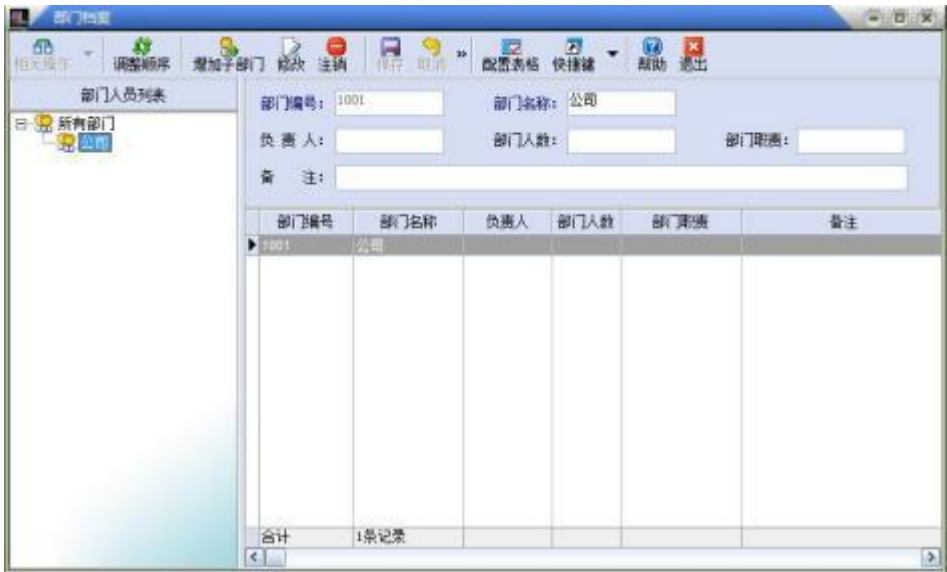 部门档案
相关操作 调整顺序 增加子部门 修改 注销 保存 取消 » 配置表格 快捷键 帮助 退出
部门人员列表
所有部门
公司
部门编号: 1001 部门名称: 公司
负 责 人: 部门人数: 部门职责:
备 注:
部门编号 部门名称 负责人 部门人数 部门职责 备注
1001 公司
合计 1条记录